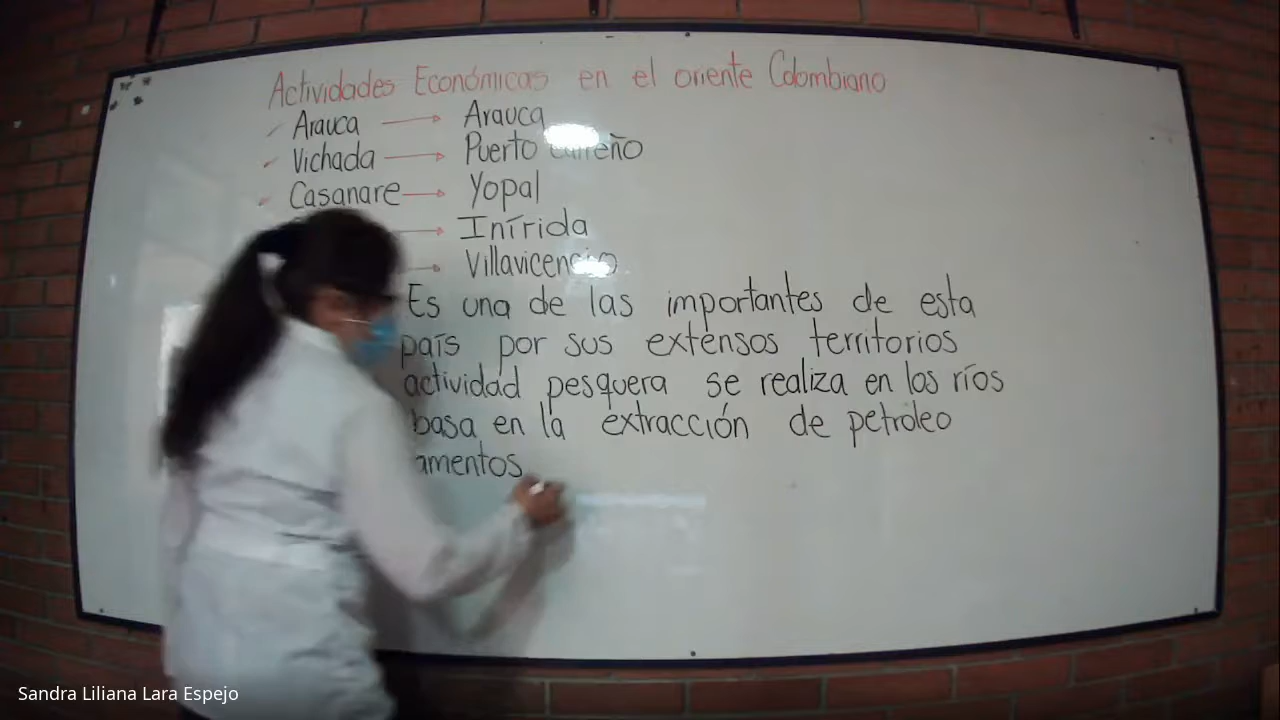 Actividades Económicas en el oriente Colombiano
Arauca → Arauca
Vichada → Puerto Carreño
Casanare → Yopal
→ Inírida
→ Villavicencio
Es una de las importantes de esta
país por sus extensos territorios
actividad pesquera se realiza en los ríos
basa en la extracción de petroleo
amentos
Sandra Liliana Lara Espejo